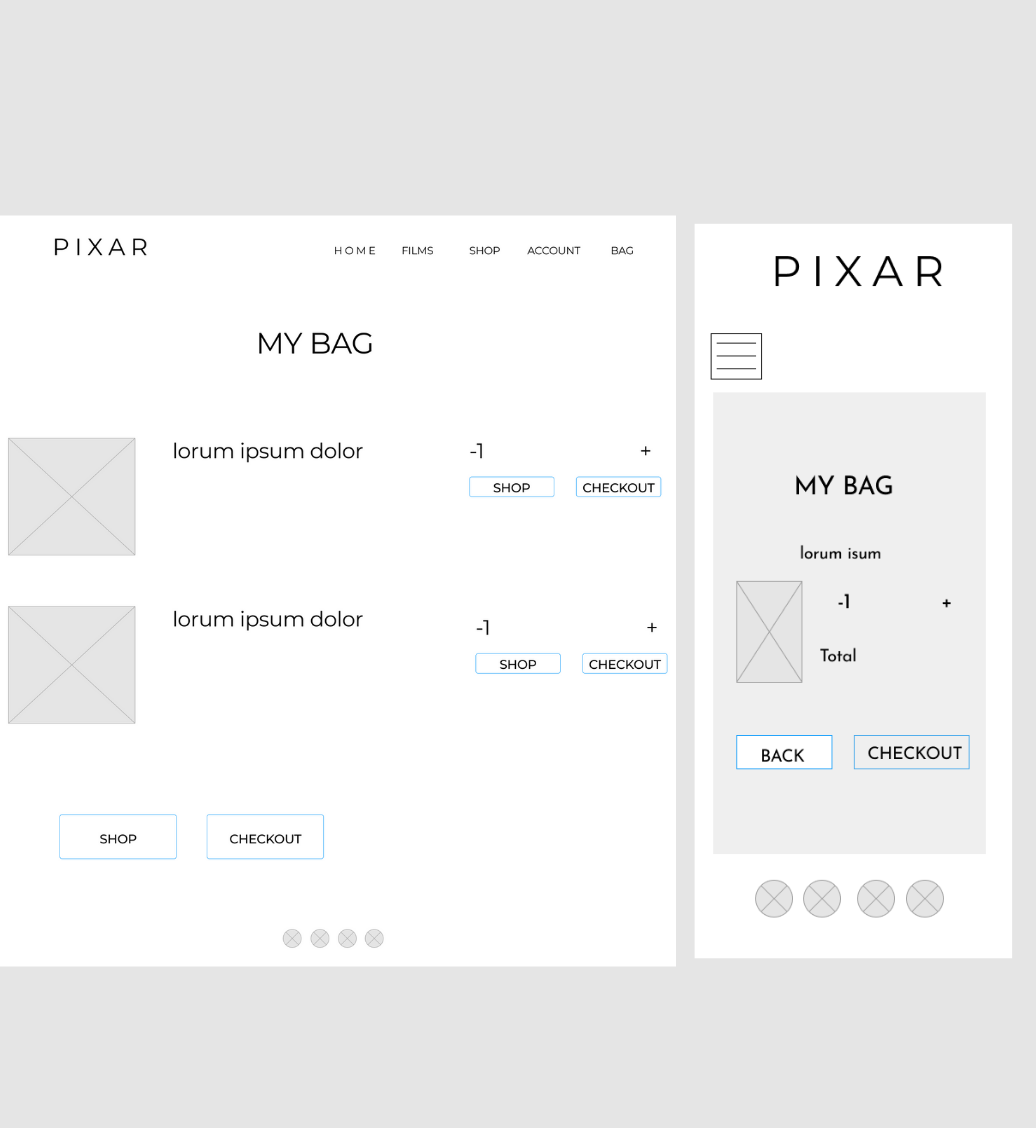 PIXAR
HOME FILMS SHOP ACCOUNT BAG
MY BAG
lorum ipsum dolor
-1 +
SHOP CHECKOUT
lorum ipsum dolor
-1 +
SHOP CHECKOUT
SHOP CHECKOUT
PIXAR
MY BAG
lorum isum
-1 +
Total
BACK CHECKOUT